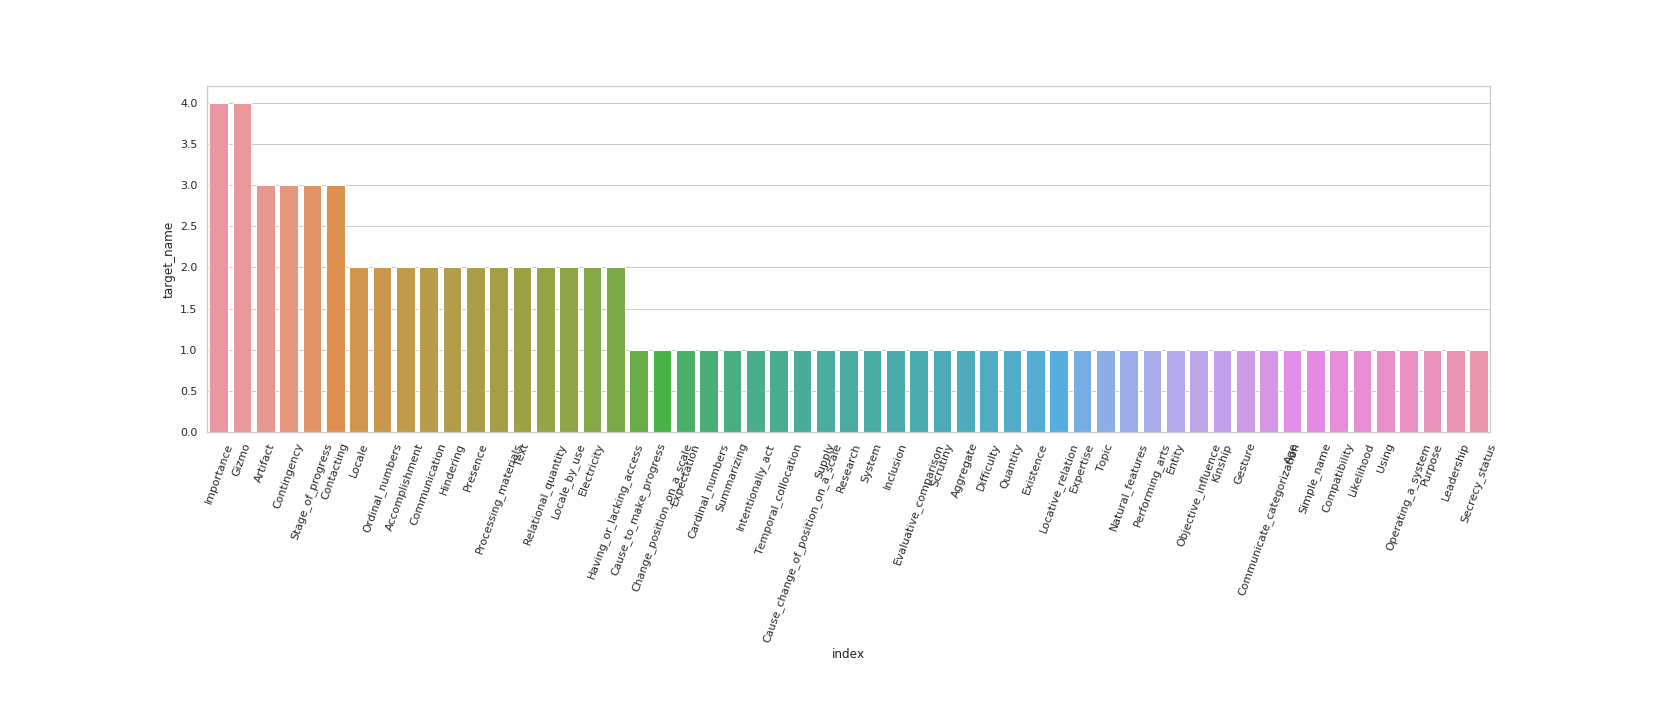 4.0
3.5
3.0
2.5
2.0
1.5
1.0
0.5
0.0
target_name
Importance
Gizmo
Artifact
Contingency
Stage_of_progress
Contacting
Locale
Ordinal_numbers
Accomplishment
Communication
Hindering
Presence
Processing_materials
Text
Relational_quantity
Locale_by_use
Electricity
Having_or_lacking_access
Cause_to_make_progress
Change_position_on_a_scale
Expectation
Cardinal_numbers
Summarizing
Intentionally_act
Temporal_collocation
Cause_change_of_position_on_a_scale
Supply
Research
System
Inclusion
Evaluative_comparison
Scrutiny
Aggregate
Difficulty
Quantity
Existence
Locative_relation
Expertise
Topic
Natural_features
Performing_arts
Entity
Objective_influence
Kinship
Gesture
Communicate_categorization
Age
Simple_name
Compatibility
Likelihood
Using
Operating_a_system
Purpose
Leadership
Secrecy_status
index